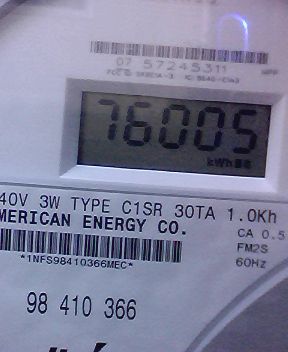 07 57245311
76005
kWh
40V 3W TYPE C1SR 30TA 1.0Kh
MERICAN ENERGY CO.
CA 0.5
FM2S
*1NFS98410366MEC*
60Hz
98 410 366